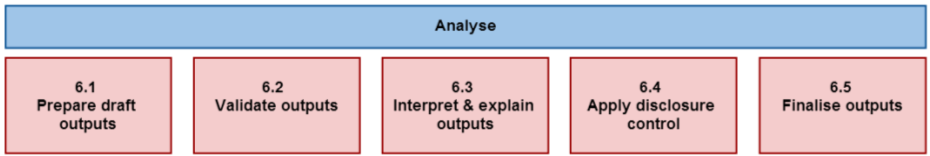 Analyse
6.1
Prepare draft
outputs
6.2
Validate outputs
6.3
Interpret & explain
outputs
6.4
Apply disclosure
control
6.5
Finalise outputs